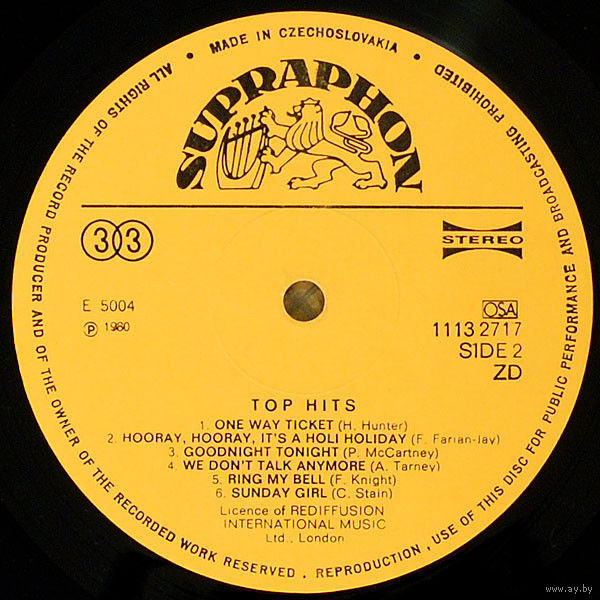 MADE IN CZECHOSLOVAKIA • ALL RIGHTS OF THE RECORD PRODUCER AND OF THE OWNER OF THE RECORDED WORK RESERVED . REPRODUCTION , USE OF THIS DISC FOR PUBLIC PERFORMANCE AND BROADCASTING PROHIBITED •
SUPRAPHON
33
STEREO
E 5004
OSA
℗ 1980
1113 2717
SIDE 2
ZD
TOP HITS
1. ONE WAY TICKET (H. Hunter)
2. HOORAY, HOORAY, IT'S A HOLI HOLIDAY (F. Farian-Jay)
3. GOODNIGHT TONIGHT (P. McCartney)
4. WE DON'T TALK ANYMORE (A. Tarney)
5. RING MY BELL (F. Knight)
6. SUNDAY GIRL (C. Stain)
Licence of REDIFFUSION
INTERNATIONAL MUSIC
Ltd., London
www.ay.by